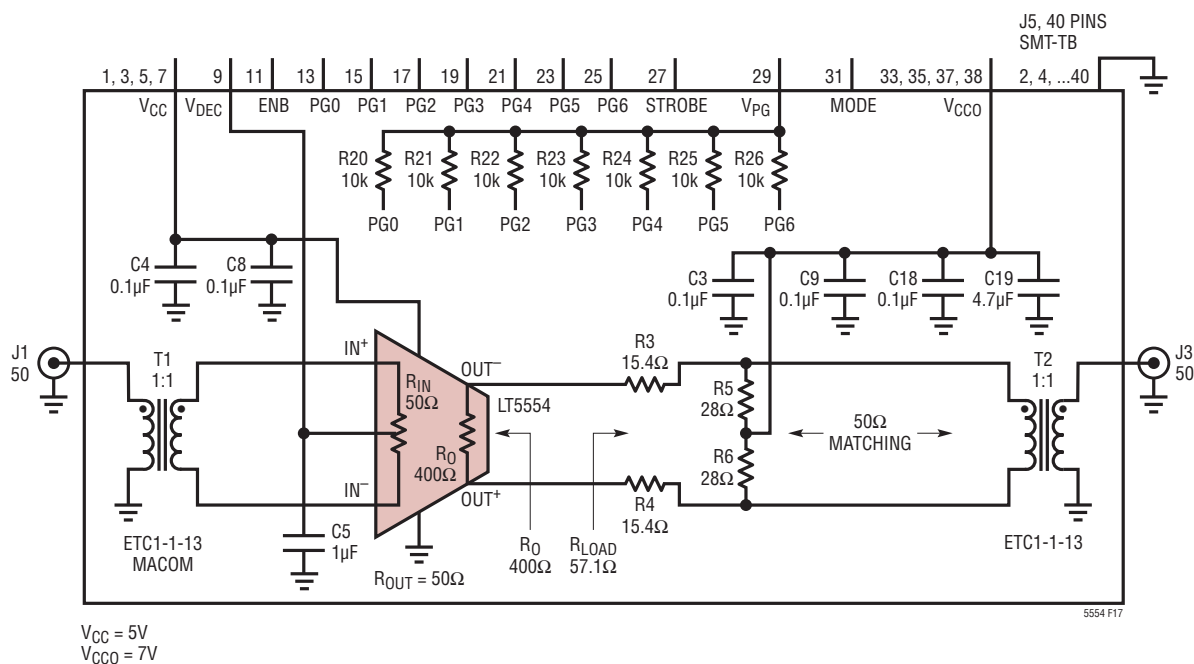 J5, 40 PINS
SMT-TB
1, 3, 5, 7
9
11
13
15
17
19
21
23
25
27
29
31
33, 35, 37, 38
2, 4, ...40
VCC
VDEC
ENB
PG0
PG1
PG2
PG3
PG4
PG5
PG6
STROBE
VPG
MODE
VCCO
R20
10k
R21
10k
R22
10k
R23
10k
R24
10k
R25
10k
R26
10k
PG0
PG1
PG2
PG3
PG4
PG5
PG6
C4
0.1µF
C8
0.1µF
C3
0.1µF
C9
0.1µF
C18
0.1µF
C19
4.7µF
J1
50
T1
1:1
IN+
IN–
RIN
50Ω
RO
400Ω
OUT–
LT5554
OUT+
R3
15.4Ω
R4
15.4Ω
R5
28Ω
R6
28Ω
50Ω
MATCHING
T2
1:1
J3
50
ETC1-1-13
MACOM
C5
1µF
ROUT = 50Ω
RO
400Ω
RLOAD
57.1Ω
ETC1-1-13
5554 F17
VCC = 5V
VCCO = 7V